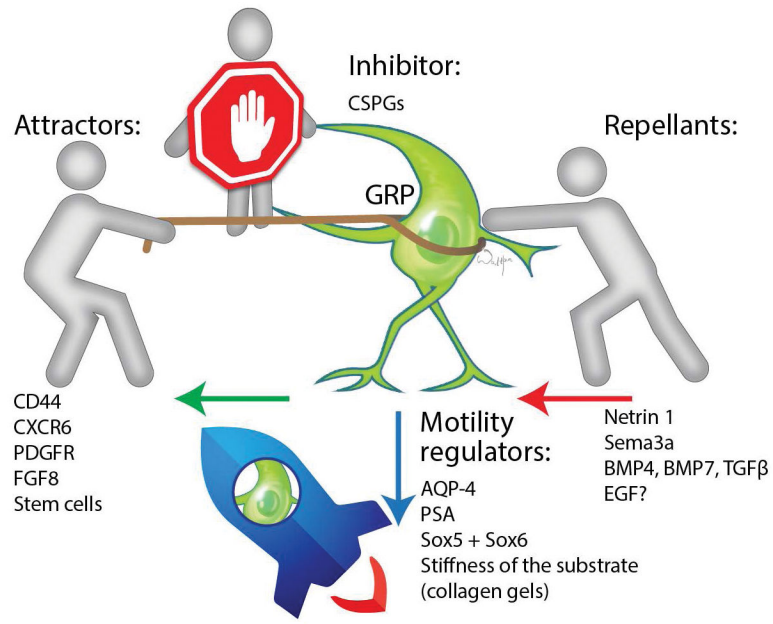 Inhibitor:
CSPGs
Attractors:
Repellants:
GRP
CD44
CXCR6
PDGFR
FGF8
Stem cells
Motility
regulators:
AQP-4
PSA
Sox5 + Sox6
Stiffness of the substrate
(collagen gels)
Netrin 1
Sema3a
BMP4, BMP7, TGFβ
EGF?